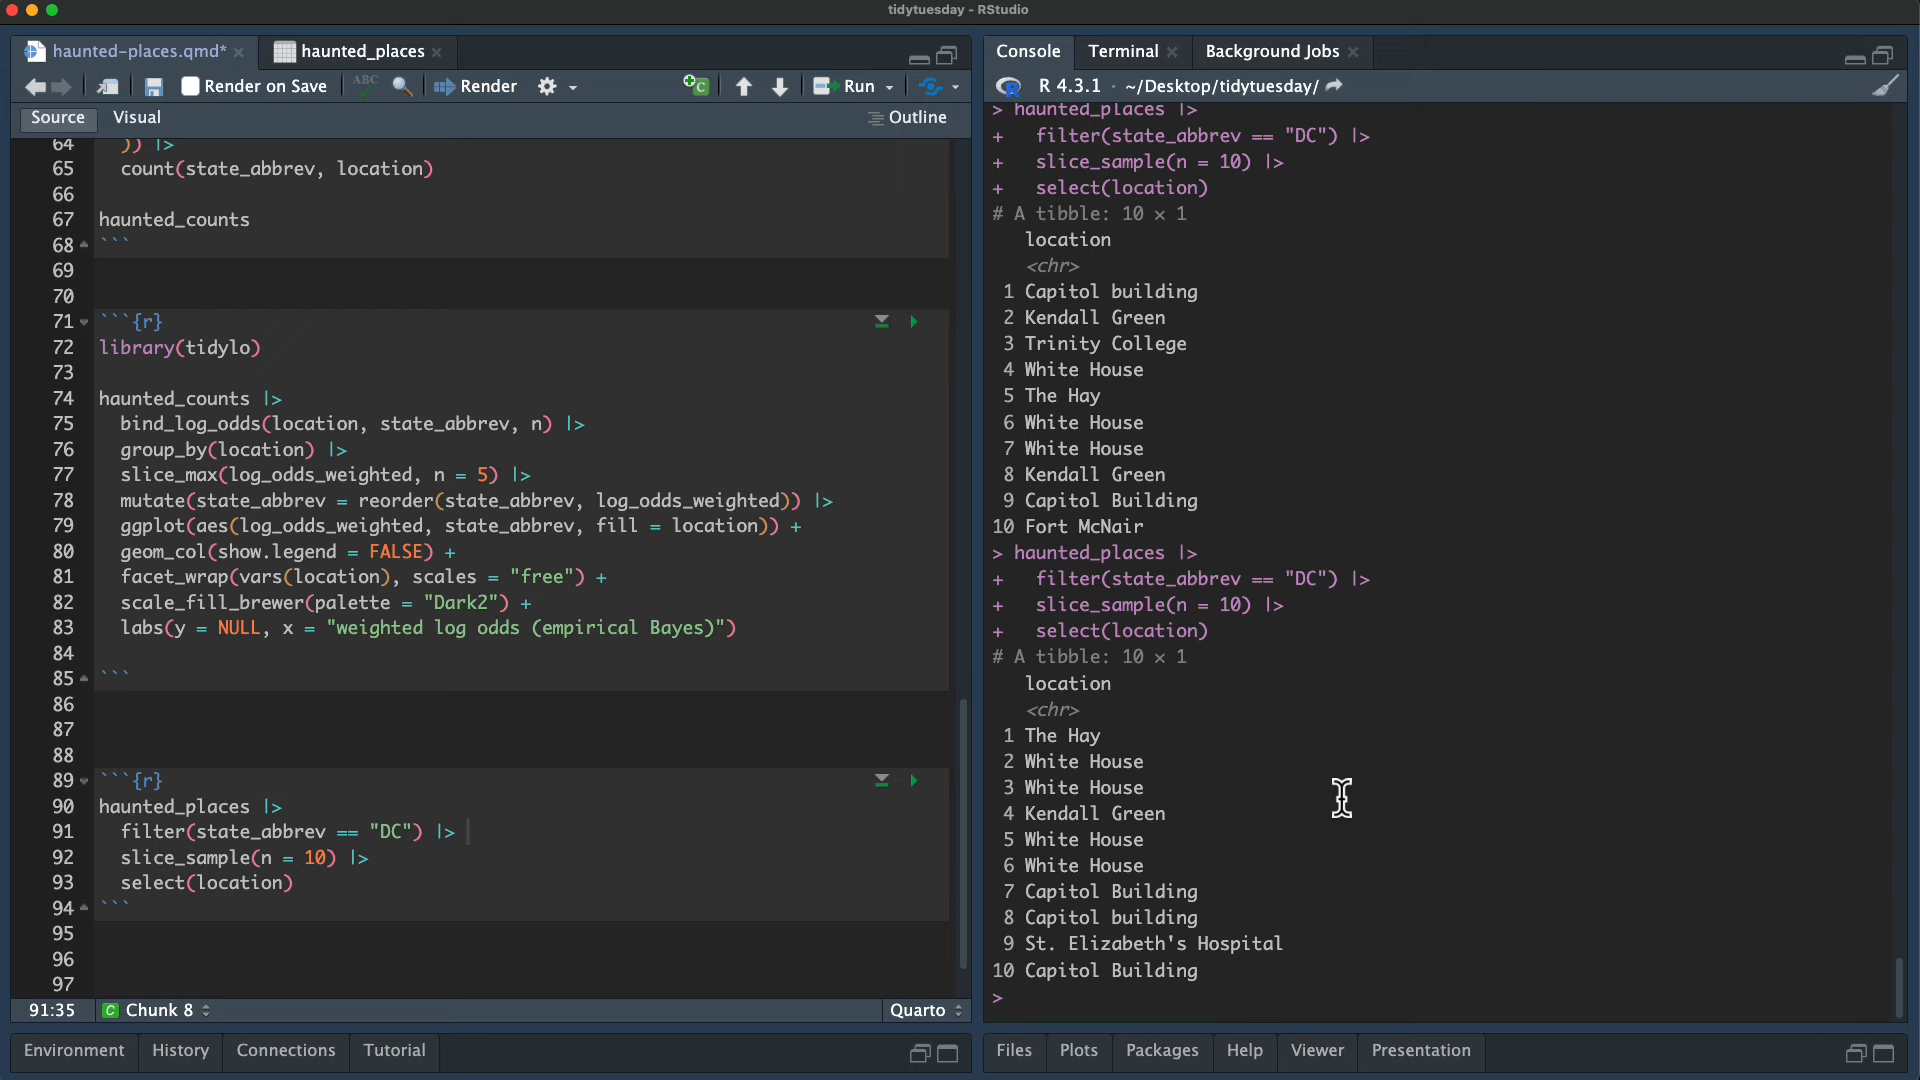 tidytuesday - RStudio
haunted-places.qmd*
haunted_places
Render on Save
ABC
Render
Run
Source
Visual
Outline
64 )) |>
65 count(state_abbrev, location)
66
67 haunted_counts
68 ```
69
70
71 ```{r}
72 library(tidylo)
73
74 haunted_counts |>
75 bind_log_odds(location, state_abbrev, n) |>
76 group_by(location) |>
77 slice_max(log_odds_weighted, n = 5) |>
78 mutate(state_abbrev = reorder(state_abbrev, log_odds_weighted)) |>
79 ggplot(aes(log_odds_weighted, state_abbrev, fill = location)) +
80 geom_col(show.legend = FALSE) +
81 facet_wrap(vars(location), scales = "free") +
82 scale_fill_brewer(palette = "Dark2") +
83 labs(y = NULL, x = "weighted log odds (empirical Bayes)")
84
85 ```
86
87
88
89 ```{r}
90 haunted_places |>
91 filter(state_abbrev == "DC") |>
92 slice_sample(n = 10) |>
93 select(location)
94 ```
95
96
97
91:35
C Chunk 8
Quarto
Environment
History
Connections
Tutorial
Console
Terminal
Background Jobs
R 4.3.1 · ~/Desktop/tidytuesday/
> haunted_places |>
+ filter(state_abbrev == "DC") |>
+ slice_sample(n = 10) |>
+ select(location)
# A tibble: 10 × 1
location
<chr>
1 Capitol building
2 Kendall Green
3 Trinity College
4 White House
5 The Hay
6 White House
7 White House
8 Kendall Green
9 Capitol Building
10 Fort McNair
> haunted_places |>
+ filter(state_abbrev == "DC") |>
+ slice_sample(n = 10) |>
+ select(location)
# A tibble: 10 × 1
location
<chr>
1 The Hay
2 White House
3 White House
4 Kendall Green
5 White House
6 White House
7 Capitol Building
8 Capitol building
9 St. Elizabeth's Hospital
10 Capitol Building
>
Files
Plots
Packages
Help
Viewer
Presentation